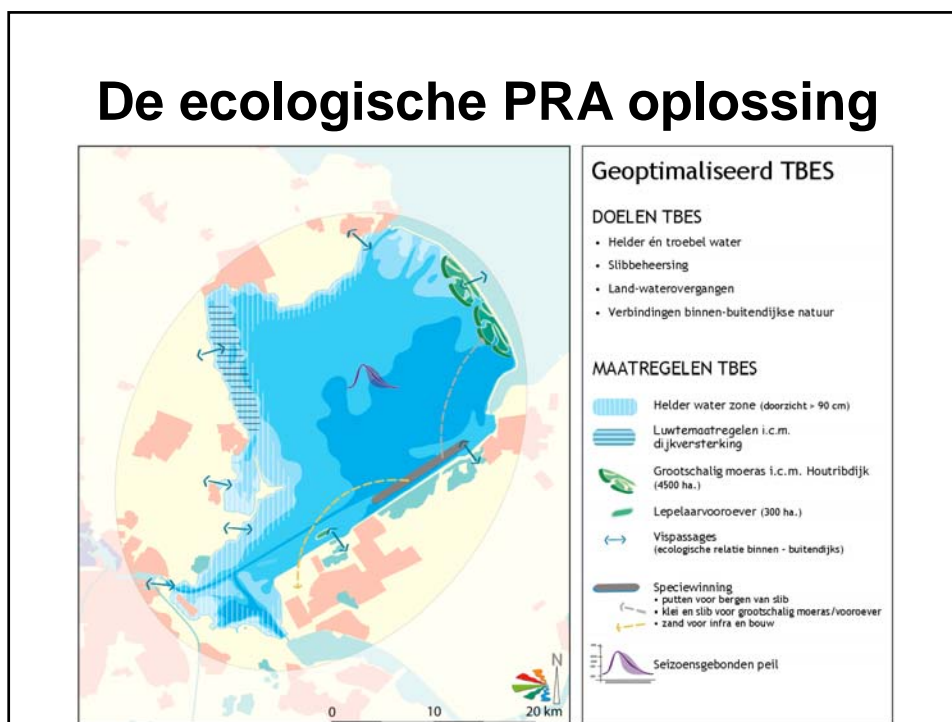 De ecologische PRA oplossing
Geoptimaliseerd TBES
DOELEN TBES
• Helder én troebel water
• Slibbeheersing
• Land-waterovergangen
• Verbindingen binnen-buitendijkse natuur
MAATREGELEN TBES
Helder water zone (doorzicht > 90 cm)
Luwtemaatregelen i.c.m.
dijkversterking
Grootschalig moeras i.c.m. Houtribdijk
(4500 ha.)
Lepelaarvooroever (300 ha.)
Vispassages
(ecologische relatie binnen - buitendijks)
Speciewinning
• putten voor bergen van slib
• klei en slib voor grootschalig moeras/vooroever
• zand voor infra en bouw
Seizoensgebonden peil
N
0 10 20 km